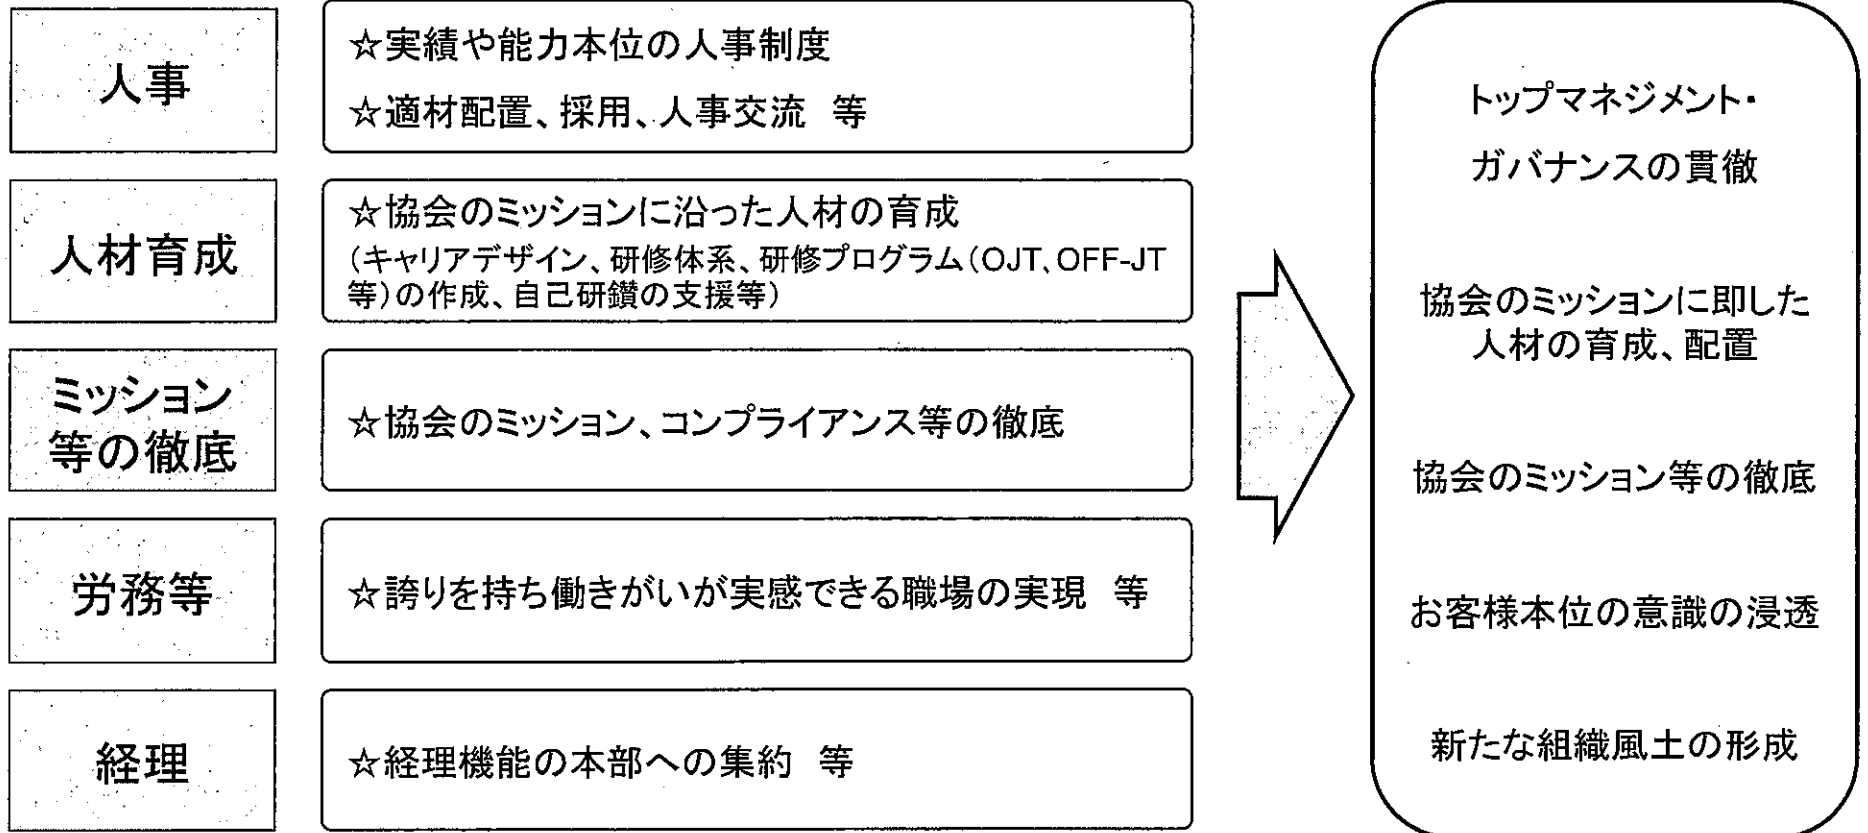 人事
☆実績や能力本位の人事制度
☆適材配置、採用、人事交流 等
人材育成
☆協会のミッションに沿った人材の育成
(キャリアデザイン、研修体系、研修プログラム(OJT、OFF-JT
等)の作成、自己研鑽の支援等)
ミッション
等の徹底
☆協会のミッション、コンプライアンス等の徹底
労務等
☆誇りを持ち働きがいが実感できる職場の実現 等
経理
☆経理機能の本部への集約 等
トップマネジメント・
ガバナンスの貫徹
協会のミッションに即した
人材の育成、配置
協会のミッション等の徹底
お客様本位の意識の浸透
新たな組織風土の形成